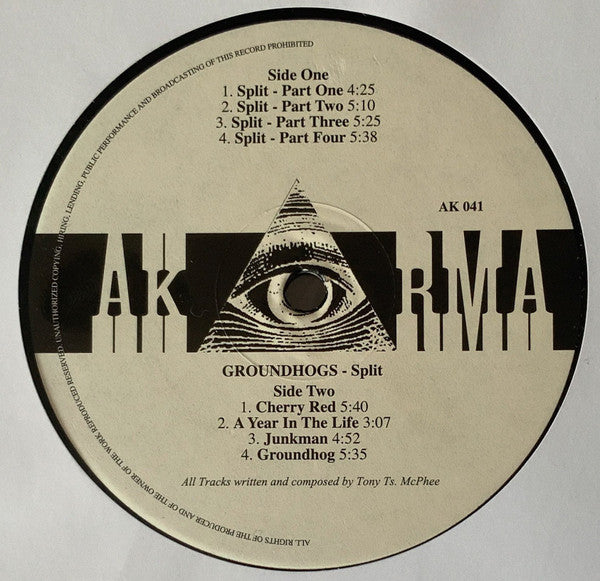 UNAUTHORIZED COPYING, HIRING, LENDING, PUBLIC PERFORMANCE AND BROADCASTING OF THIS RECORD PROHIBITED
Side One
1. Split - Part One 4:25
2. Split - Part Two 5:10
3. Split - Part Three 5:25
4. Split - Part Four 5:38
AK 041
AKARMA
GROUNDHOGS - Split
Side Two
1. Cherry Red 5:40
2. A Year In The Life 3:07
3. Junkman 4:52
4. Groundhog 5:35
All Tracks written and composed by Tony Ts. McPhee
ALL RIGHTS OF THE PRODUCER AND OF THE OWNER OF THE WORK REPRODUCED RESERVED.